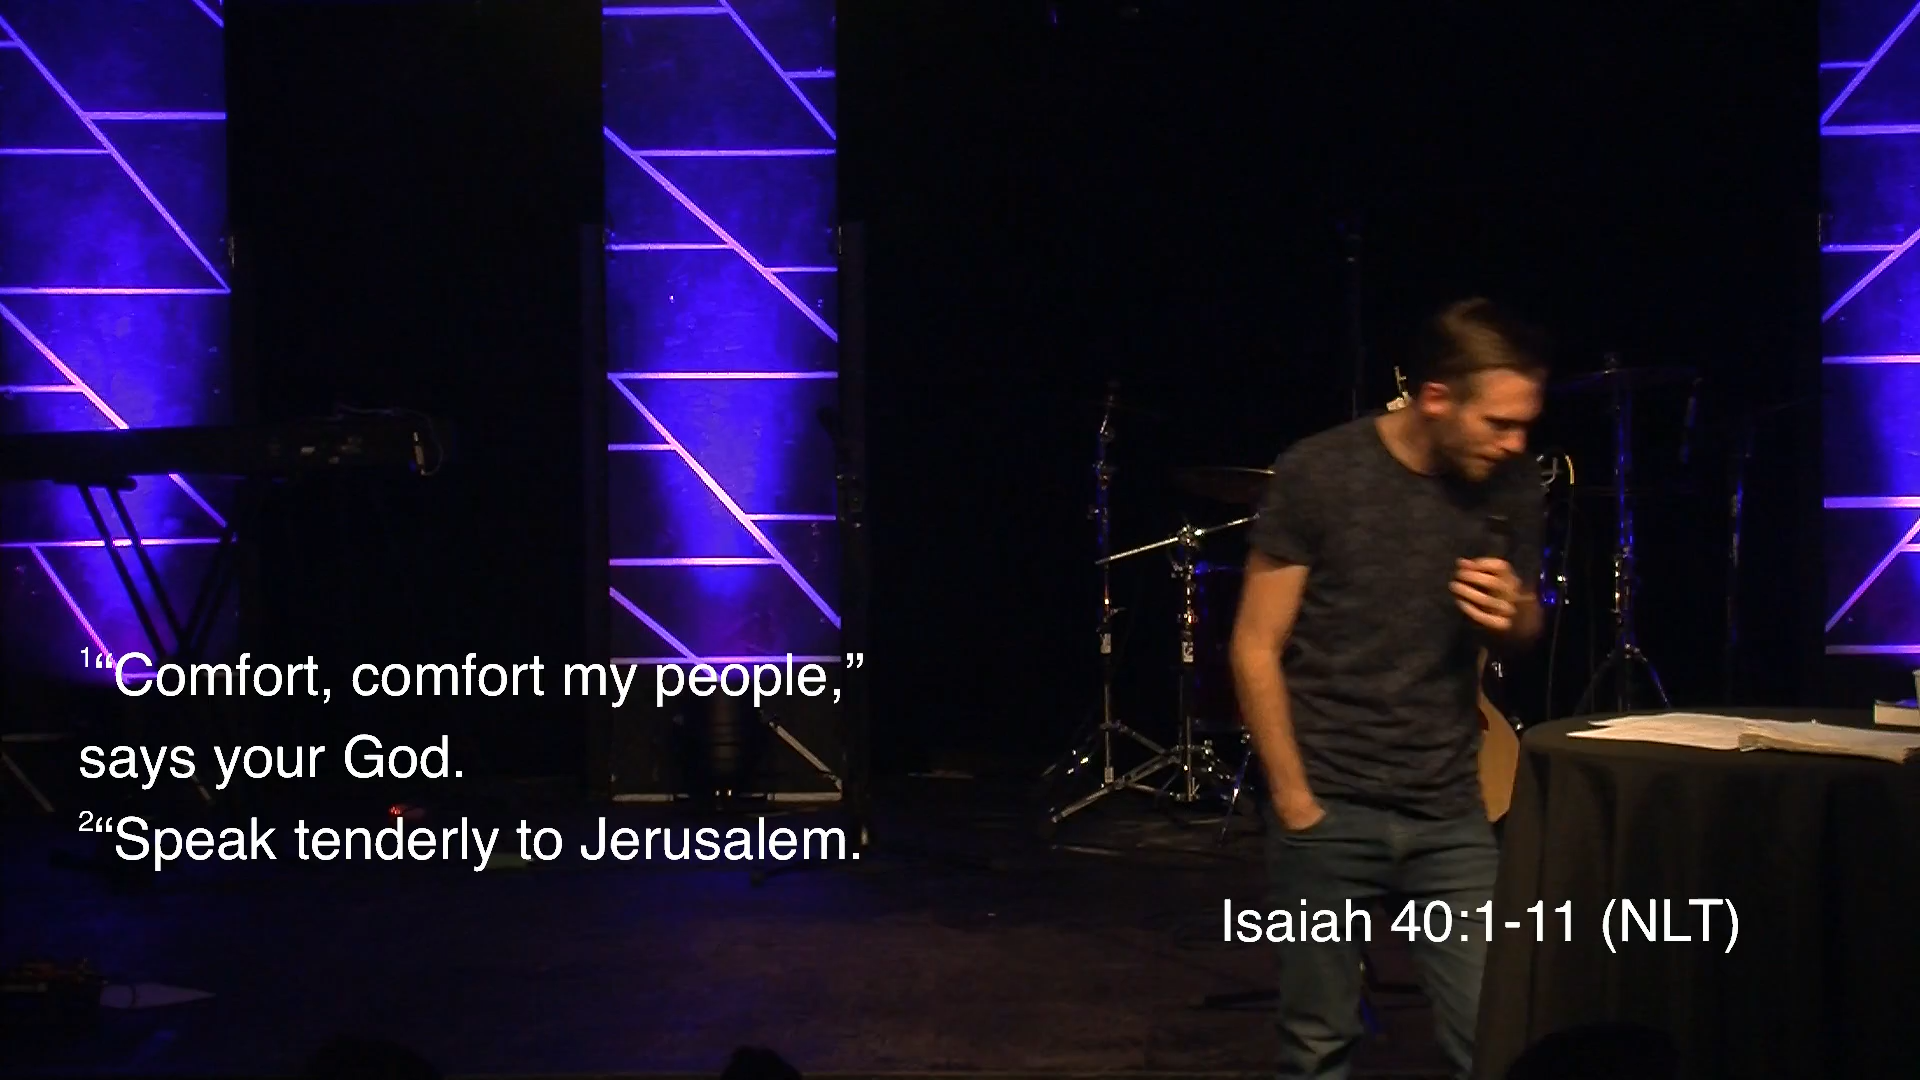 1“Comfort, comfort my people,”
says your God.
2“Speak tenderly to Jerusalem.
Isaiah 40:1-11 (NLT)